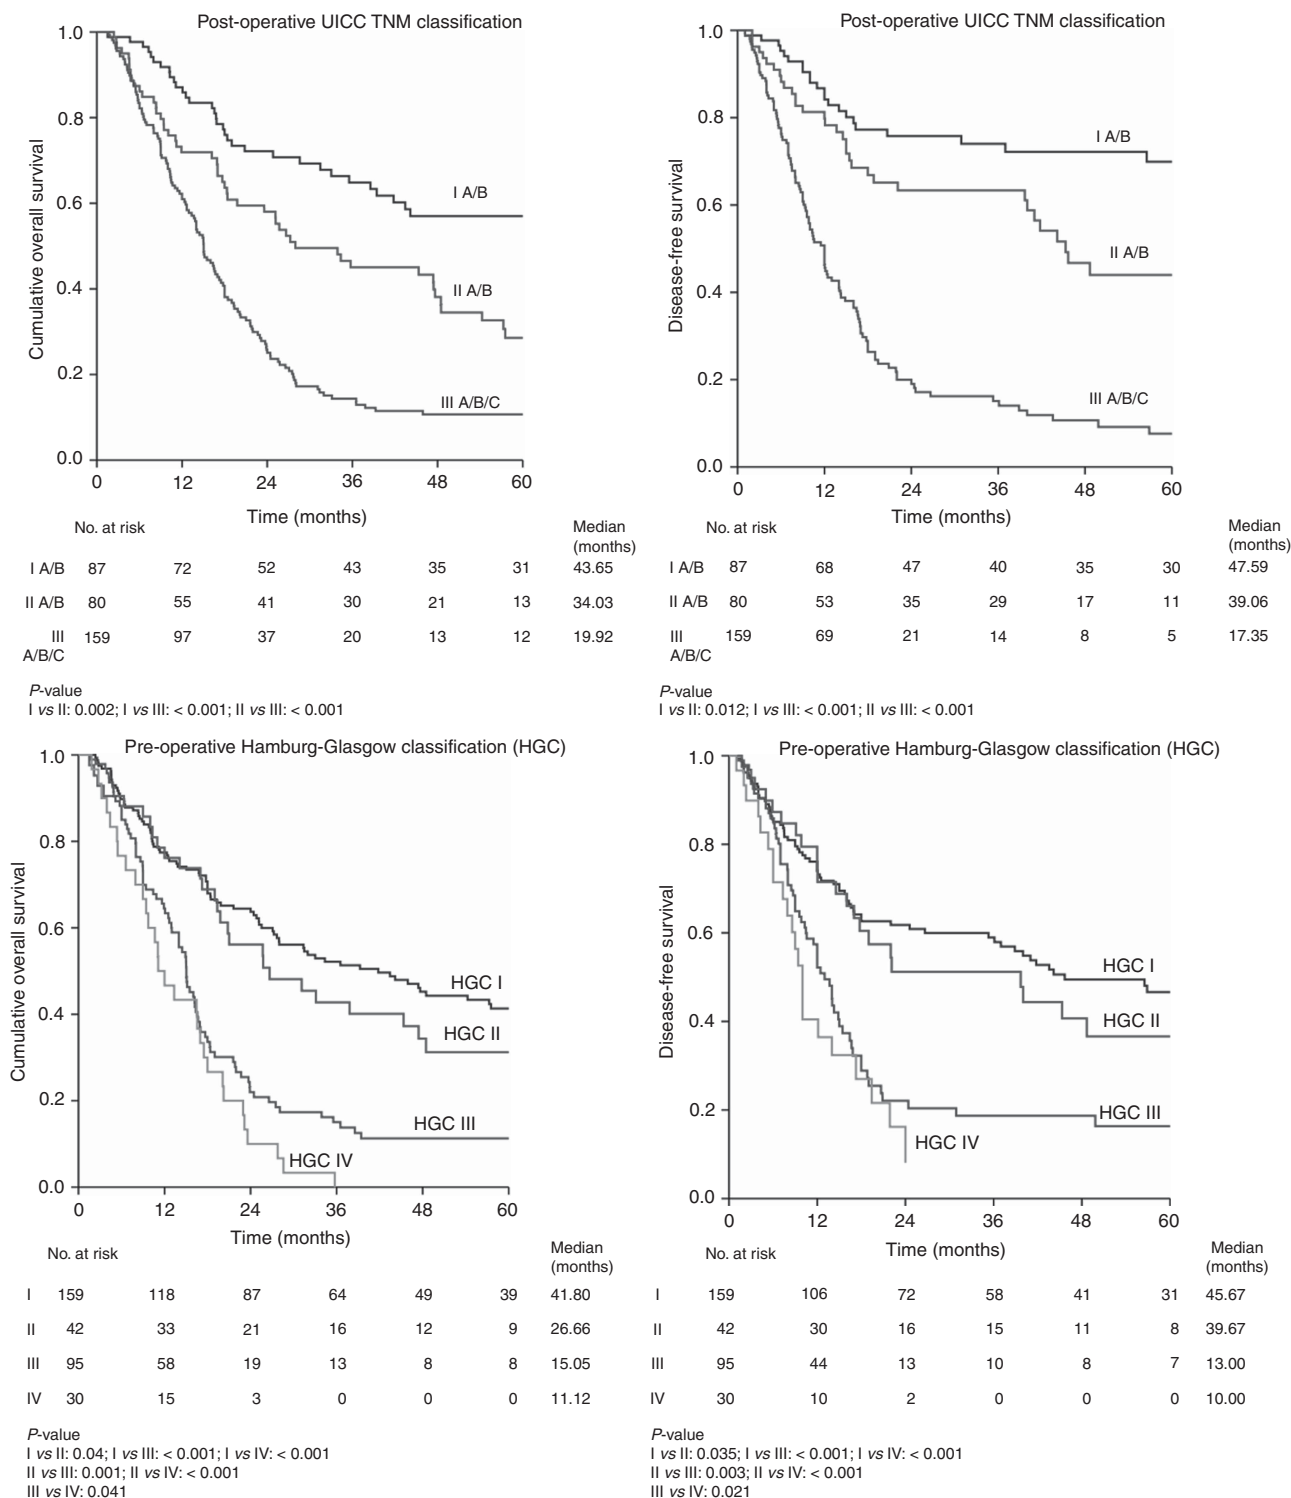 Post-operative UICC TNM classification
1.0
0.8
0.6
0.4
0.2
0.0
Cumulative overall survival
I A/B
II A/B
III A/B/C
0 12 24 36 48 60
Time (months)
No. at risk
Median
(months)
I A/B 87 72 52 43 35 31 43.65
II A/B 80 55 41 30 21 13 34.03
III 159 97 37 20 13 12 19.92
A/B/C
P-value
I vs II: 0.002; I vs III: < 0.001; II vs III: < 0.001
Post-operative UICC TNM classification
1.0
0.8
0.6
0.4
0.2
0.0
Disease-free survival
I A/B
II A/B
III A/B/C
0 12 24 36 48 60
Time (months)
No. at risk
Median
(months)
I A/B 87 68 47 40 35 30 47.59
II A/B 80 53 35 29 17 11 39.06
III 159 69 21 14 8 5 17.35
A/B/C
P-value
I vs II: 0.012; I vs III: < 0.001; II vs III: < 0.001
Pre-operative Hamburg-Glasgow classification (HGC)
1.0
0.8
0.6
0.4
0.2
0.0
Cumulative overall survival
HGC I
HGC II
HGC III
HGC IV
0 12 24 36 48 60
Time (months)
No. at risk
Median
(months)
I 159 118 87 64 49 39 41.80
II 42 33 21 16 12 9 26.66
III 95 58 19 13 8 8 15.05
IV 30 15 3 0 0 0 11.12
P-value
I vs II: 0.04; I vs III: < 0.001; I vs IV: < 0.001
II vs III: 0.001; II vs IV: < 0.001
III vs IV: 0.041
Pre-operative Hamburg-Glasgow classification (HGC)
1.0
0.8
0.6
0.4
0.2
0.0
Disease-free survival
HGC I
HGC II
HGC III
HGC IV
0 12 24 36 48 60
Time (months)
No. at risk
Median
(months)
I 159 106 72 58 41 31 45.67
II 42 30 16 15 11 8 39.67
III 95 44 13 10 8 7 13.00
IV 30 10 2 0 0 0 10.00
P-value
I vs II: 0.035; I vs III: < 0.001; I vs IV: < 0.001
II vs III: 0.003; II vs IV: < 0.001
III vs IV: 0.021